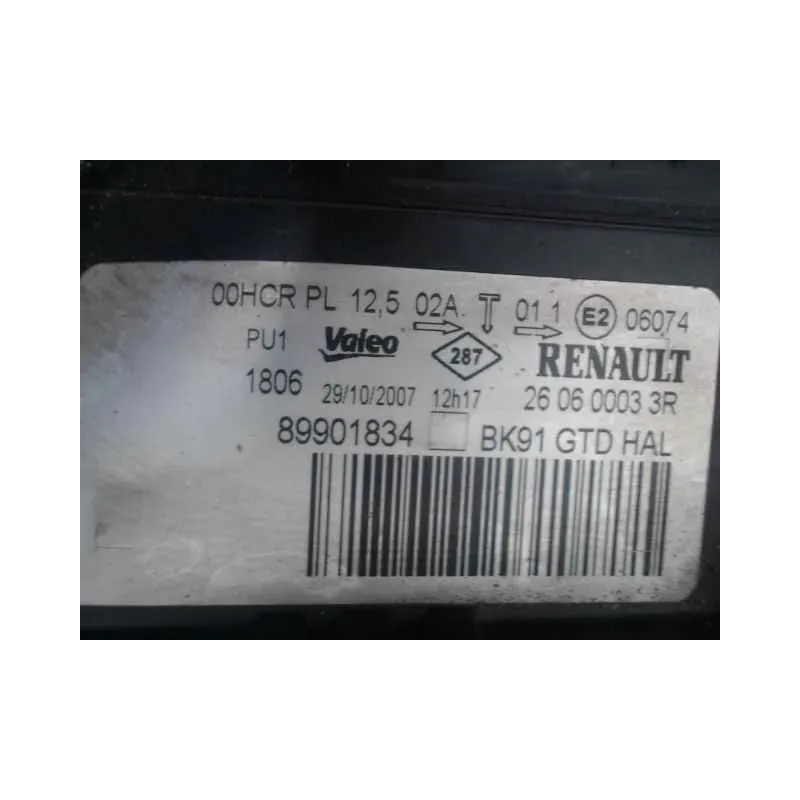 00HCR PL 12,5 02A. T 01 1 E2 06074
PU1 Valeo 287 RENAULT
1806 29/10/2007 12h17 26 06 0003 3R
89901834 BK91 GTD HAL